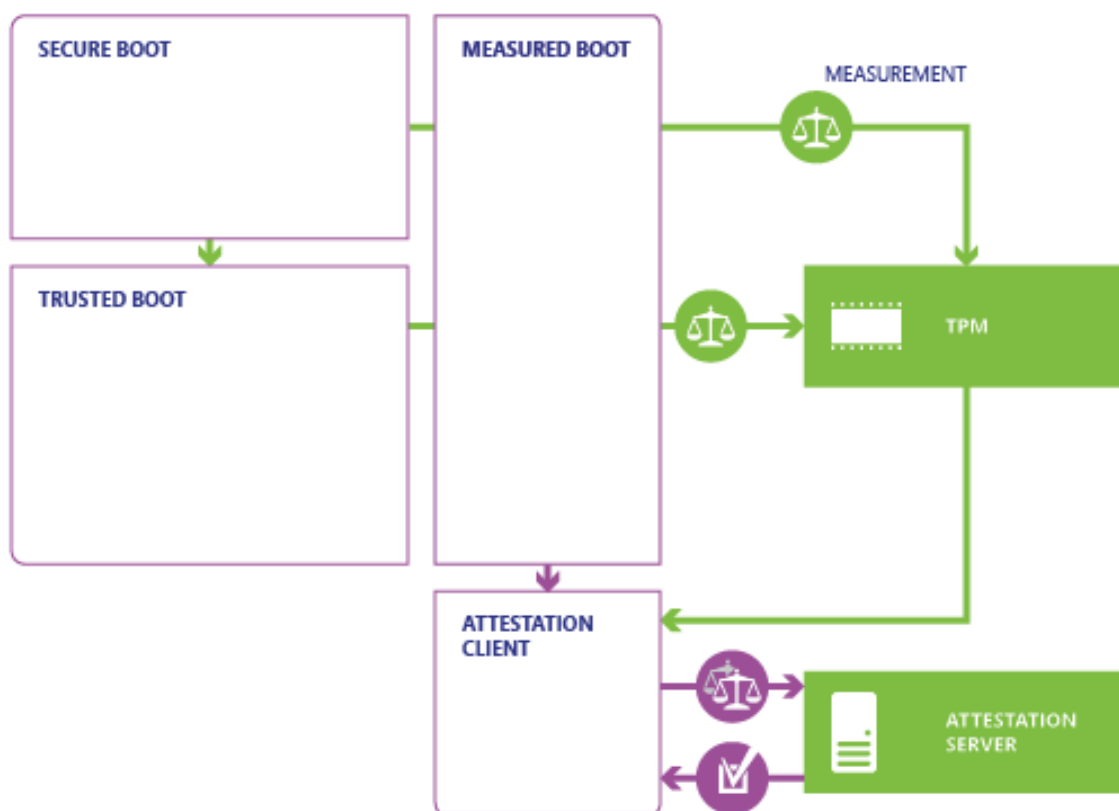 SECURE BOOT
MEASURED BOOT
MEASUREMENT
TRUSTED BOOT
TPM
ATTESTATION
CLIENT
ATTESTATION
SERVER